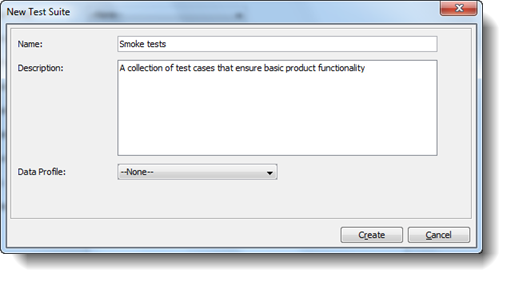 New Test Suite
Name: Smoke tests
Description: A collection of test cases that ensure basic product functionality
Data Profile: --None--
Create Cancel